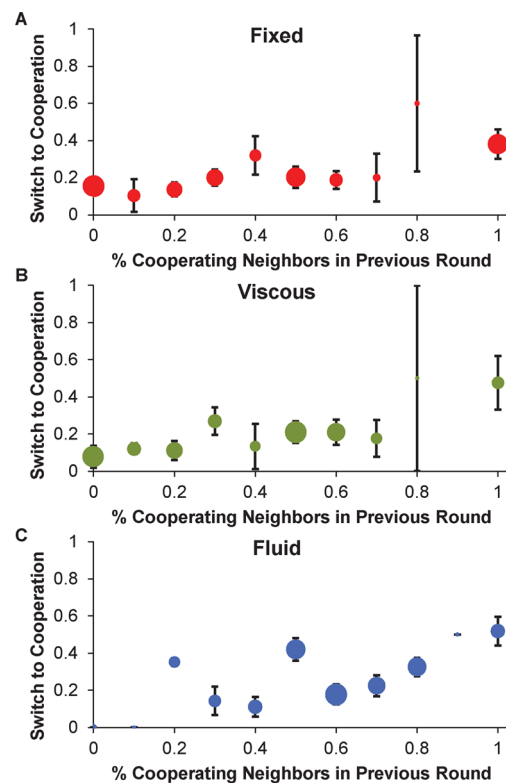 A
Fixed
Switch to Cooperation
1
0.8
0.6
0.4
0.2
0
0 0.2 0.4 0.6 0.8 1
% Cooperating Neighbors in Previous Round
B
Viscous
Switch to Cooperation
1
0.8
0.6
0.4
0.2
0
0 0.2 0.4 0.6 0.8 1
% Cooperating Neighbors in Previous Round
C
Fluid
Switch to Cooperation
1
0.8
0.6
0.4
0.2
0
0 0.2 0.4 0.6 0.8 1
% Cooperating Neighbors in Previous Round